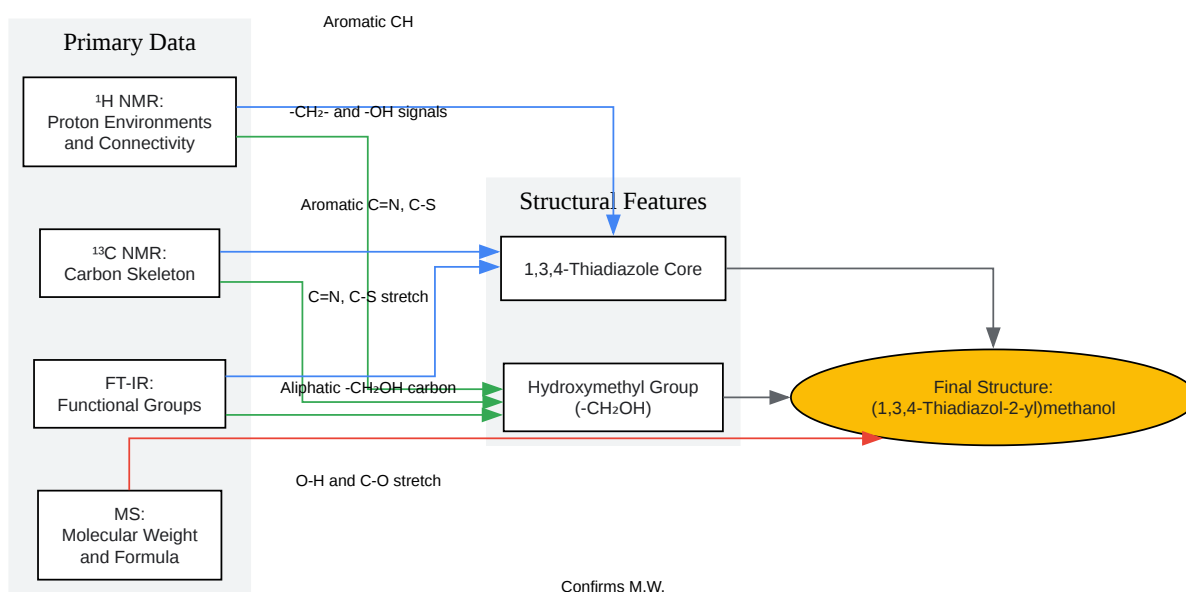 Aromatic CH
Primary Data
¹H NMR:
Proton Environments
and Connectivity
-CH₂- and -OH signals
Aromatic C=N, C-S
Structural Features
¹³C NMR:
Carbon Skeleton
1,3,4-Thiadiazole Core
C=N, C-S stretch
FT-IR:
Functional Groups
Aliphatic -CH₂OH carbon
Hydroxymethyl Group
(-CH₂OH)
Final Structure:
(1,3,4-Thiadiazol-2-yl)methanol
O-H and C-O stretch
MS:
Molecular Weight
and Formula
Confirms M.W.